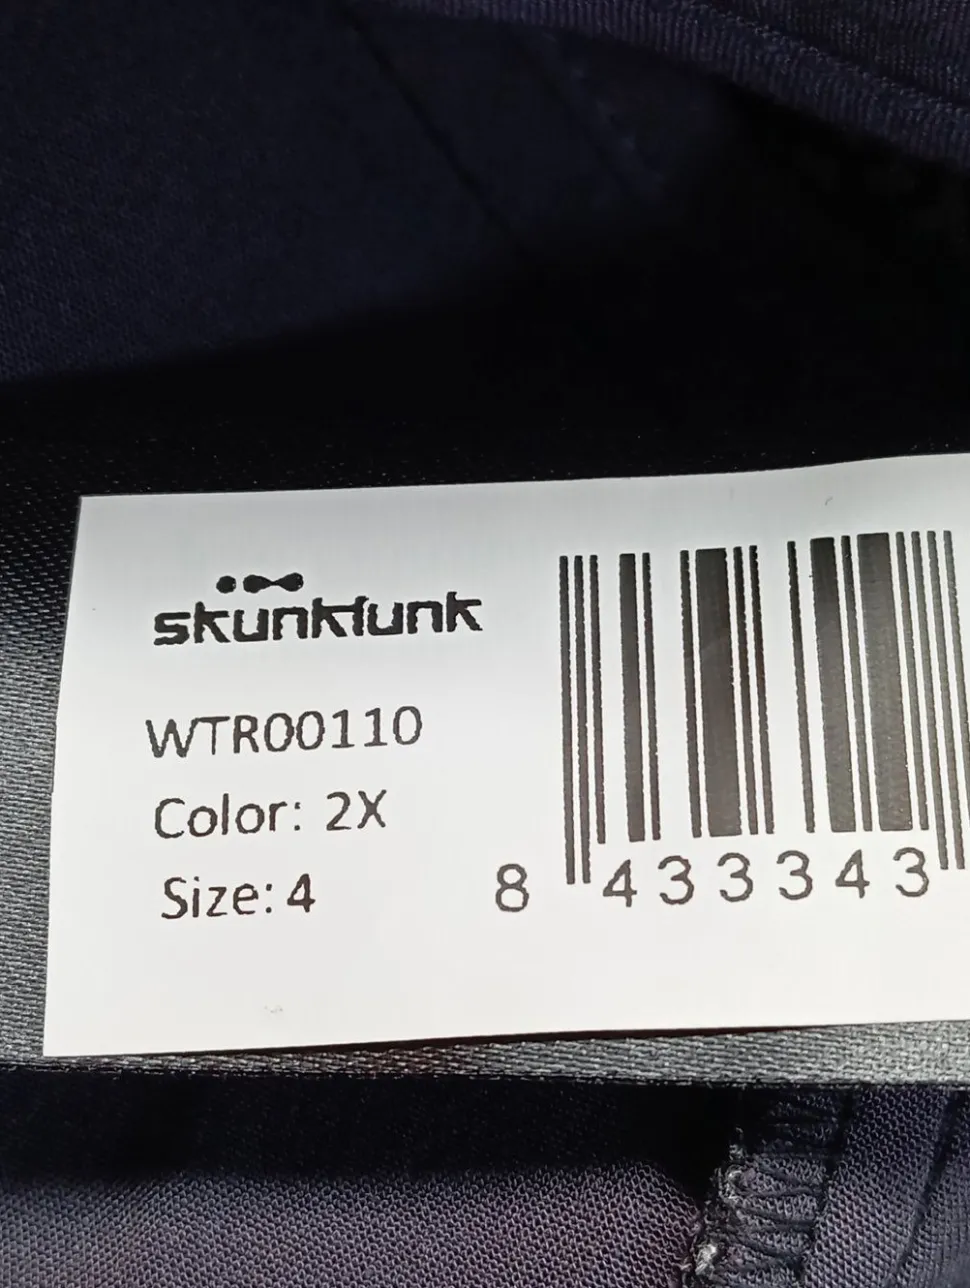 skunkfunk
WTR00110
Color: 2X
Size: 4
8 433343